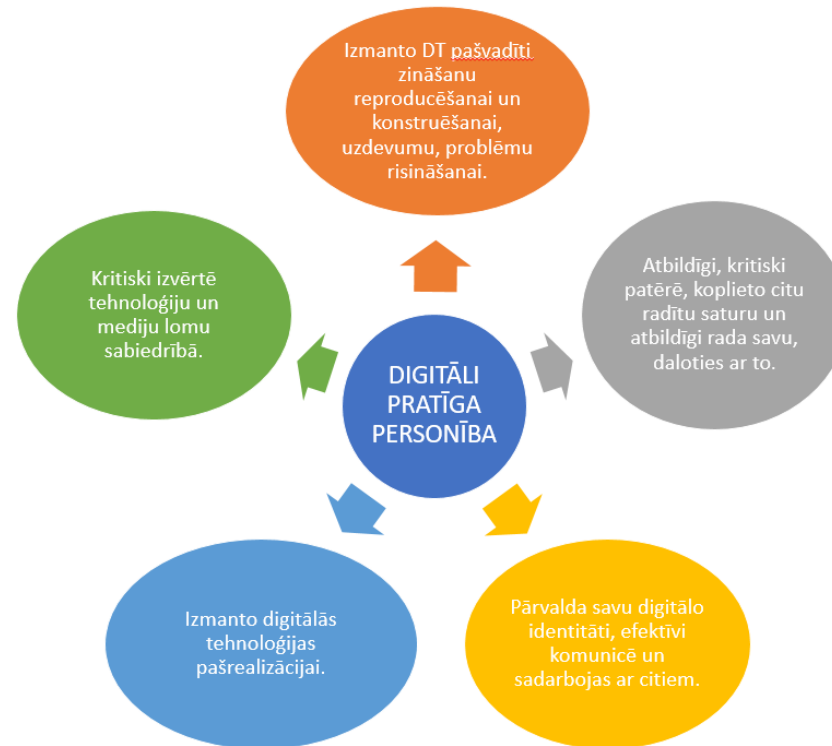 Izmanto DT pašvadīti
zināšanu
reproducēšanai un
konstruēšanai,
uzdevumu, problēmu
risināšanai.
Atbildīgi, kritiski
patērē, koplieto citu
radītu saturu un
atbildīgi rada savu,
daloties ar to.
Kritiski izvērtē
tehnoloģiju un
mediju lomu
sabiedrībā.
DIGITĀLI
PRATĪGA
PERSONĪBA
Pārvalda savu digitālo
identitāti, efektīvi
komunicē un
sadarbojas ar citiem.
Izmanto digitālās
tehnoloģijas
pašrealizācijai.